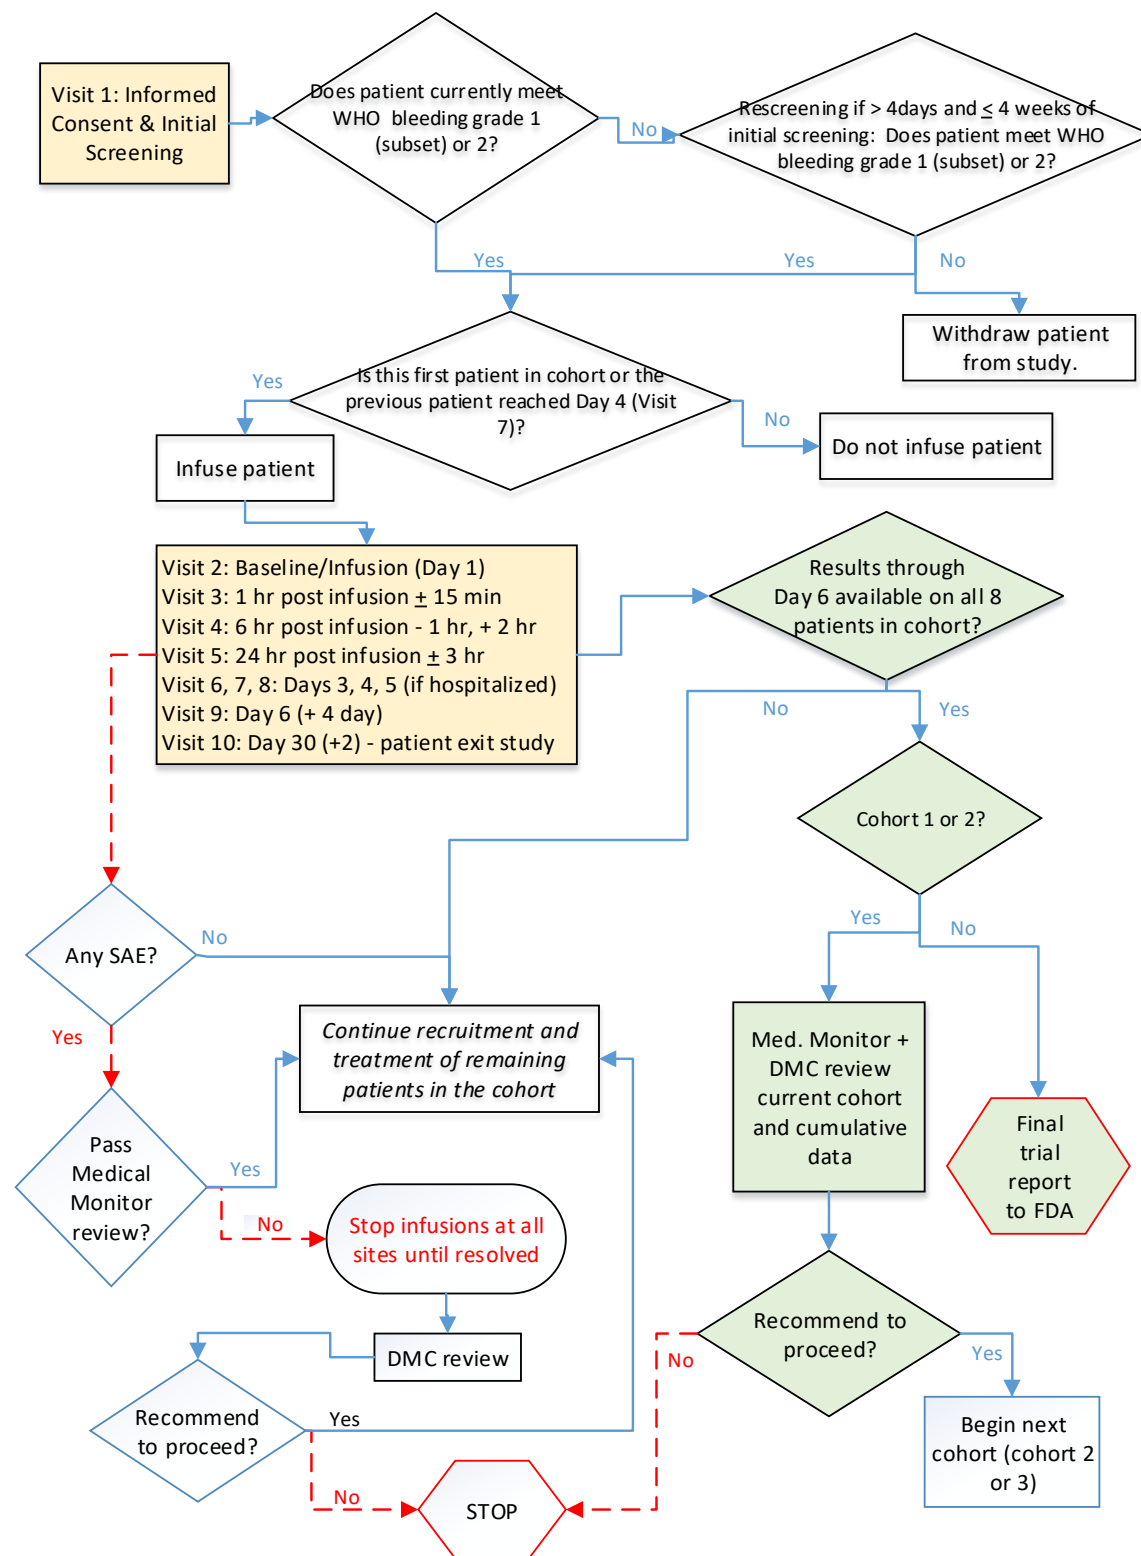 Visit 1: Informed
Consent & Initial
Screening
Does patient currently meet
WHO bleeding grade 1
(subset) or 2?
No
Rescreening if > 4days and ≤ 4 weeks of
initial screening: Does patient meet WHO
bleeding grade 1 (subset) or 2?
Yes
Yes
No
Withdraw patient
from study.
Is this first patient in cohort or the
previous patient reached Day 4 (Visit
7)?
Yes
No
Do not infuse patient
Infuse patient
Visit 2: Baseline/Infusion (Day 1)
Visit 3: 1 hr post infusion ± 15 min
Visit 4: 6 hr post infusion - 1 hr, + 2 hr
Visit 5: 24 hr post infusion ± 3 hr
Visit 6, 7, 8: Days 3, 4, 5 (if hospitalized)
Visit 9: Day 6 (+ 4 day)
Visit 10: Day 30 (+2) - patient exit study
Results through
Day 6 available on all 8
patients in cohort?
No
Yes
Cohort 1 or 2?
Yes
No
Any SAE?
No
Yes
Continue recruitment and
treatment of remaining
patients in the cohort
Med. Monitor +
DMC review
current cohort
and cumulative
data
Final
trial
report
to FDA
Pass
Medical
Monitor
review?
Yes
No
Stop infusions at all
sites until resolved
DMC review
Recommend
to proceed?
Yes
No
STOP
Recommend to
proceed?
No
Yes
Begin next
cohort (cohort 2
or 3)